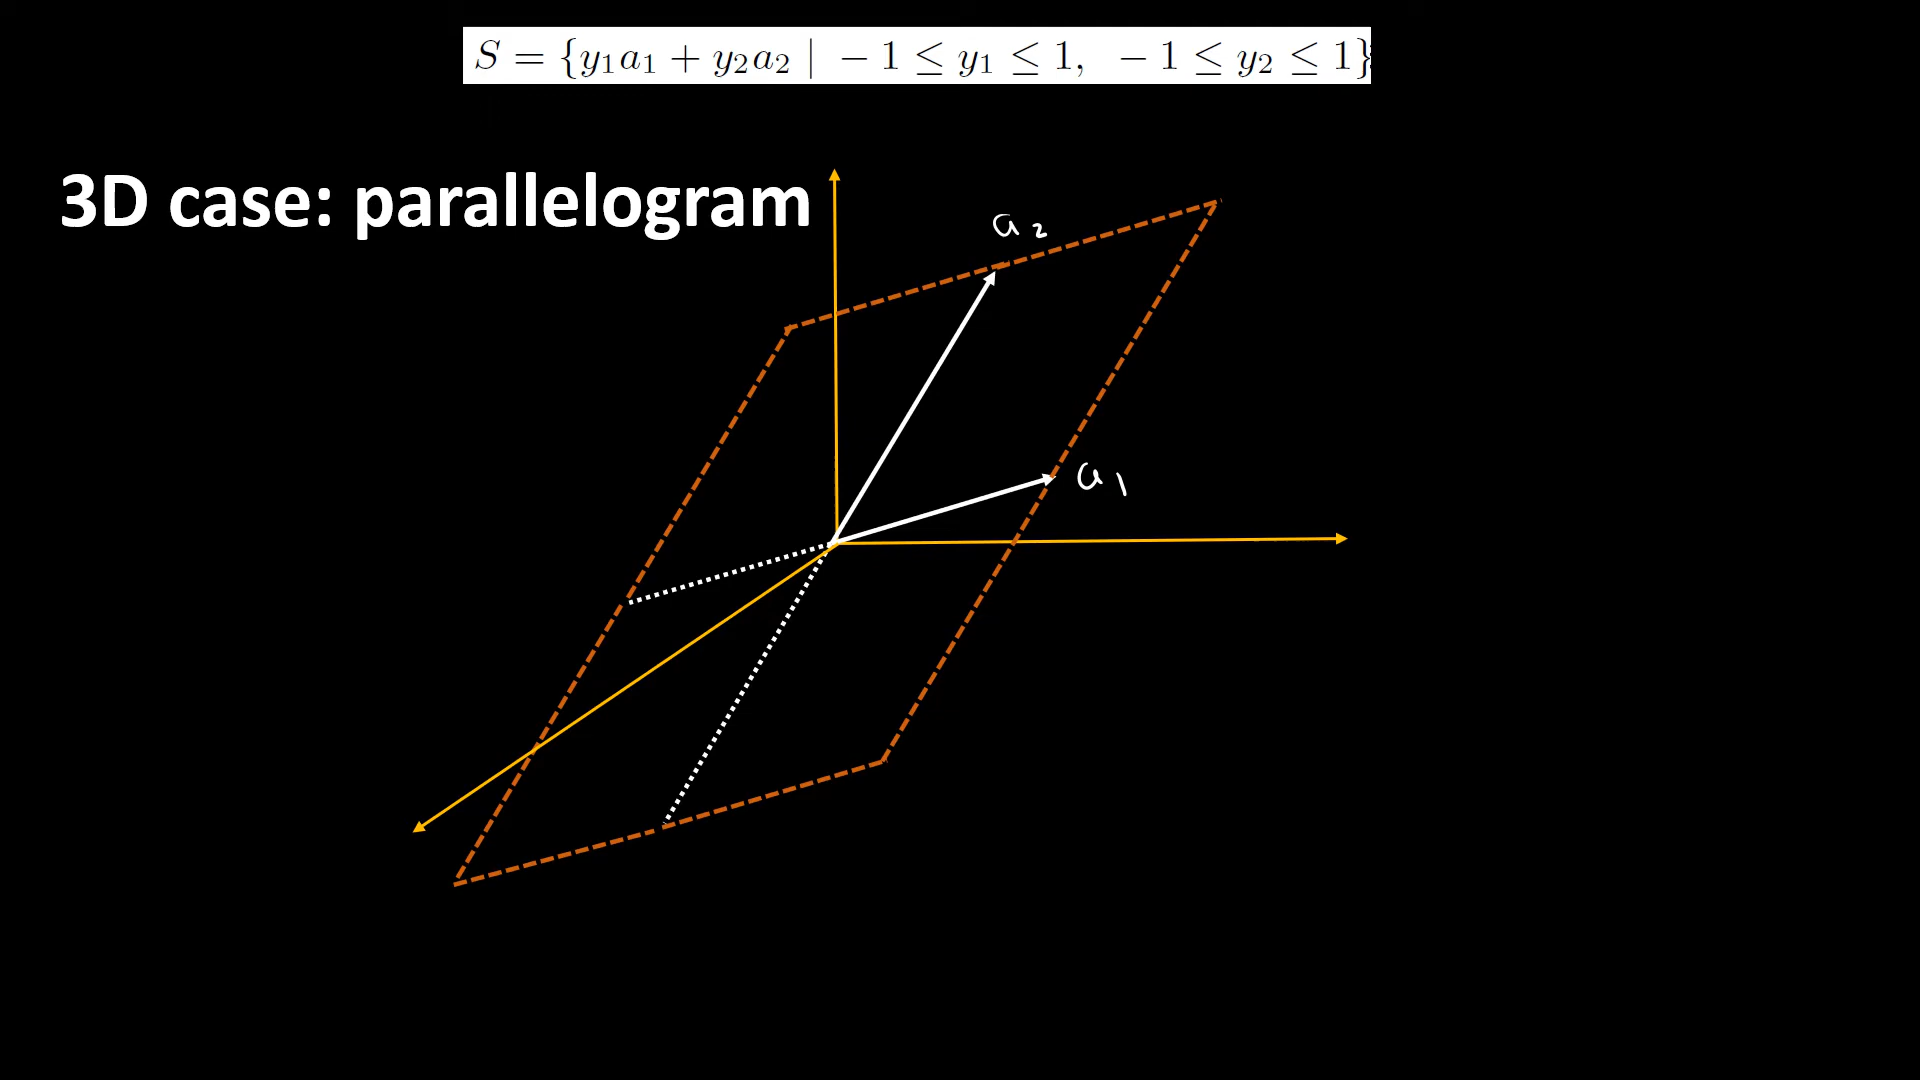 S = {y₁a₁ + y₂a₂ | − 1 ≤ y₁ ≤ 1, − 1 ≤ y₂ ≤ 1}
3D case: parallelogram
a₂
a₁